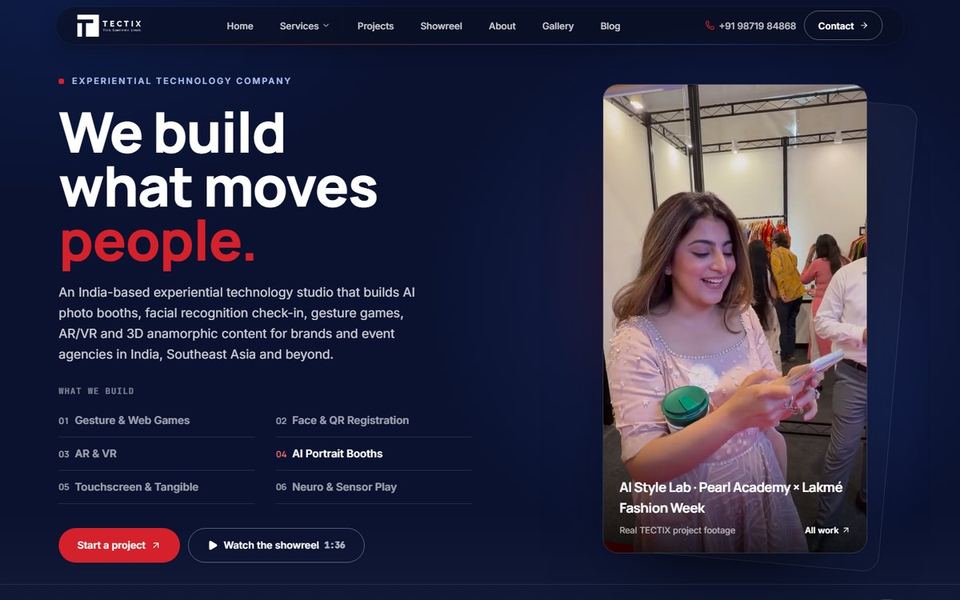 TECTIX
Home
Services
Projects
Showreel
About
Gallery
Blog
+91 98719 84868
Contact
EXPERIENTIAL TECHNOLOGY COMPANY
We build
what moves
people.
An India-based experiential technology studio that builds AI
photo booths, facial recognition check-in, gesture games,
AR/VR and 3D anamorphic content for brands and event
agencies in India, Southeast Asia and beyond.
WHAT WE BUILD
01 Gesture & Web Games
02 Face & QR Registration
03 AR & VR
04 AI Portrait Booths
05 Touchscreen & Tangible
06 Neuro & Sensor Play
Start a project
Watch the showreel 1:36
AI Style Lab · Pearl Academy × Lakmé
Fashion Week
Real TECTIX project footage
All work